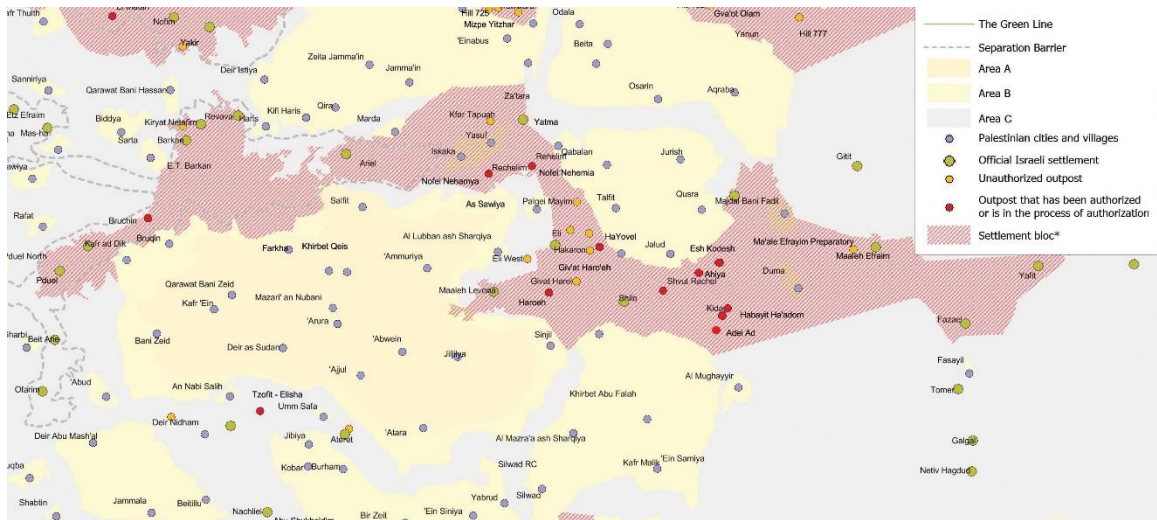 Kafr Thulth
Nofim
Yakir
Hill 725
Mizpe Yitzhar
Odala
Gva'ot Olam
Hill 777
Yanun
'Einabus
Beita
Zeita Jamma'in
Deir Istiya
Jamma'in
Osarin
Aqraba
Sanniriya
Qarawat Bani Hassan
Etz Efraim
Mas-ha
Biddya
Kiryat Netafim
Revava
Haris
Kifl Haris
Qira
Marda
Za'tara
Kfar Tapuah
Yatma
Yasuf
Sarta
Barkan
E.T. Barkan
Ariel
Iskaka
Rechelim
Rehelim
Nofei Nehemya
Nofei Nehemia
Qabalan
Jurish
Gitit
Rafat
Bruchin
Salfit
As Sawiya
Palgei Mayim
Talfit
Qusra
Majdal Bani Fadil
Pduel North
Kafr ad Dik
Bruqin
Farkha
Khirbet Qeis
Al Lubban ash Sharqiya
Eli
HaYovel
Hakaron
Jalud
Esh Kodesh
Ma'ale Efrayim Preparatory
Maaleh Efraim
Pduel
'Ammuriya
Eli West
Giv'at Haro'eh
Ahiya
Duma
Yafit
Qarawat Bani Zeid
Kafr 'Ein
Mazari' an Nubani
Maaleh Levona
Givat Harel
Haroeh
Shvut Rachel
Shilo
Kida
Habayit Ha'adom
Adei Ad
Fazael
'Arura
Bani Zeid
Beit Arie
Deir as Sudan
'Abwein
Jilijliya
Sinjil
'Ajjul
Al Mughayyir
Fasayil
Tomer
Ofarim
'Abud
An Nabi Salih
Tzofit - Elisha
Umm Safa
Khirbet Abu Falah
Deir Nidham
Deir Abu Mash'al
Jibiya
Ateret
'Atara
Al Mazra'a ash Sharqiya
Galgal
Kobar
Burham
Silwad RC
Kafr Malik
'Ein Samiya
Netiv Hagdud
Shabtin
Jammala
Beitillu
Nachliel
Bir Zeit
'Ein Siniya
Yabrud
Silwad
The Green Line
Separation Barrier
Area A
Area B
Area C
Palestinian cities and villages
Official Israeli settlement
Unauthorized outpost
Outpost that has been authorized
or is in the process of authorization
Settlement bloc*